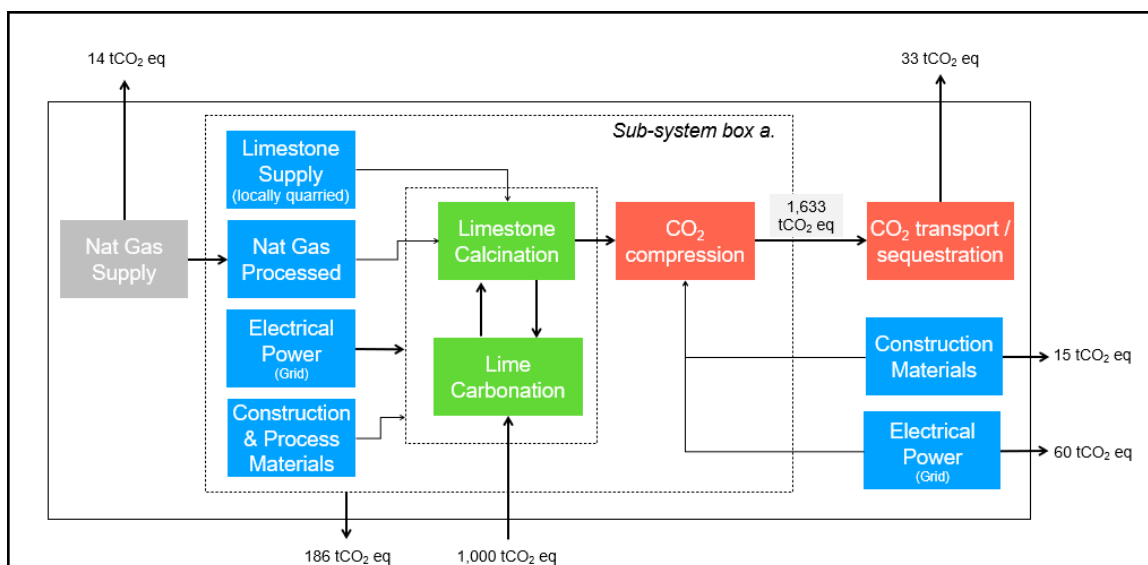 14 tCO₂ eq
33 tCO₂ eq
Sub-system box a.
Limestone
Supply
(locally quarried)
Nat Gas
Supply
Nat Gas
Processed
Limestone
Calcination
CO₂
compression
1,633
tCO₂ eq
CO₂ transport /
sequestration
Electrical
Power
(Grid)
Lime
Carbonation
Construction
Materials
15 tCO₂ eq
Construction
& Process
Materials
Electrical
Power
(Grid)
60 tCO₂ eq
186 tCO₂ eq
1,000 tCO₂ eq